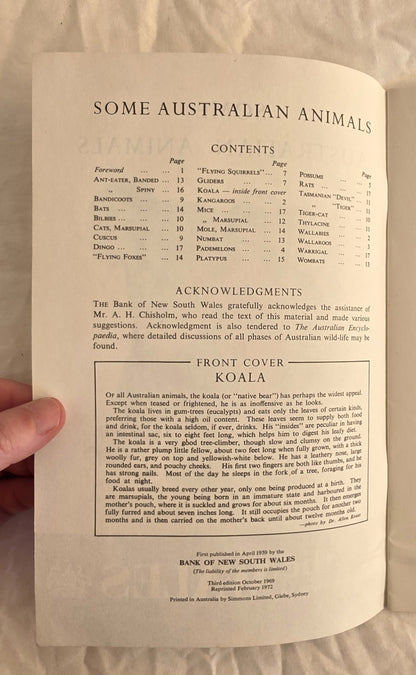 SOME AUSTRALIAN ANIMALS
CONTENTS
Page
Foreword ... ... 1
ANT-EATER, BANDED ... 13
„ SPINY ... 16
BANDICOOTS ... ... 9
BATS ... ... ... 14
BILBIES ... ... ... 10
CATS, MARSUPIAL ... 12
CUSCUS ... ... 9
DINGO ... ... ... 17
"FLYING FOXES" ... 14
Page
"FLYING SQUIRRELS" ... 7
GLIDERS ... ... 7
KOALA — inside front cover
KANGAROOS ... ... 2
MICE ... ... ... 17
„ MARSUPIAL ... 12
MOLE, MARSUPIAL ... 14
NUMBAT ... ... 13
PADEMELONS ... ... 4
PLATYPUS ... ... 15
Page
POSSUMS ... ... 5
RATS ... ... ... 17
TASMANIAN "DEVIL" ...
„ "TIGER" ...
TIGER-CAT ... ...
THYLACINE ... ...
WALLABIES ... ...
WALLAROOS ... ... 3
WARRIGAL ... ... 17
WOMBATS ... ... 11
ACKNOWLEDGMENTS
THE Bank of New South Wales gratefully acknowledges the assistance of
Mr. A. H. Chisholm, who read the text of this material and made various
suggestions. Acknowledgment is also tendered to The Australian Encyclo-
paedia, where detailed discussions of all phases of Australian wild-life may be
found.
FRONT COVER
KOALA
Of all Australian animals, the koala (or "native bear") has perhaps the widest appeal.
Except when teased or frightened, he is as inoffensive as he looks.
The koala lives in gum-trees (eucalypts) and eats only the leaves of certain kinds,
preferring those with a high oil content. These leaves seem to supply both food
and drink, for the koala seldom, if ever, drinks. His "insides" are peculiar in having
an intestinal sac, six to eight feet long, which helps him to digest his leafy diet.
The koala is a very good tree-climber, though slow and clumsy on the ground.
He is a rather plump little fellow, about two feet long when fully grown, with a thick
woolly fur, grey on top and yellowish-white below. He has a leathery nose, large
rounded ears, and pouchy cheeks. His first two fingers are both like thumbs, and he
has strong nails. Most of the day he sleeps in the fork of a tree, foraging for his
food at night.
Koalas usually breed every other year, only one being produced at a birth. They
are marsupials, the young being born in an immature state and harboured in the
mother's pouch, where it is suckled and grows for about six months. It then emerges
fully furred and about seven inches long. It still occupies the pouch for another two
months and is then carried on the mother's back until about twelve months old.
—photo by Dr. Allen Keast
First published in April 1939 by the
BANK OF NEW SOUTH WALES
(The liability of the members is limited)
Third edition October 1969
Reprinted February 1972
Printed in Australia by Simmons Limited, Glebe, Sydney